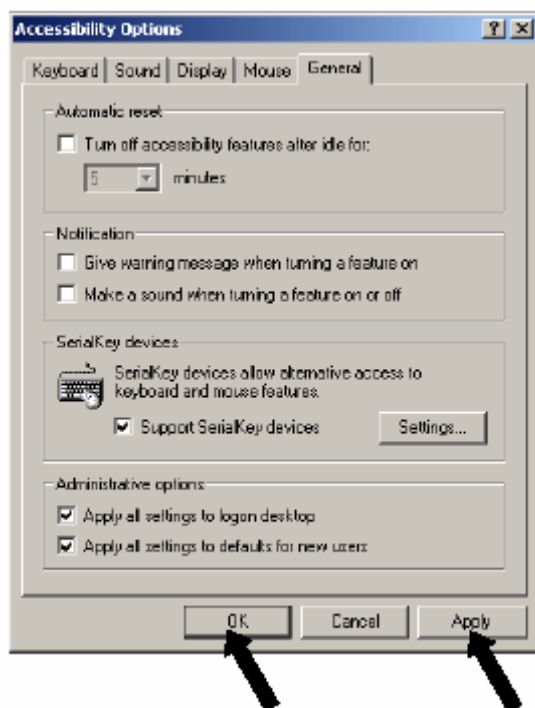 Accessibility Options
Keyboard Sound Display Mouse General
Automatic reset
Turn off accessibility features after idle for:
5 minutes
Notification
Give warning message when turning a feature on
Make a sound when turning a feature on or off
SerialKey devices
SerialKey devices allow alternative access to
keyboard and mouse features.
Support SerialKey devices Settings...
Administrative options
Apply all settings to logon desktop
Apply all settings to defaults for new users
OK Cancel Apply